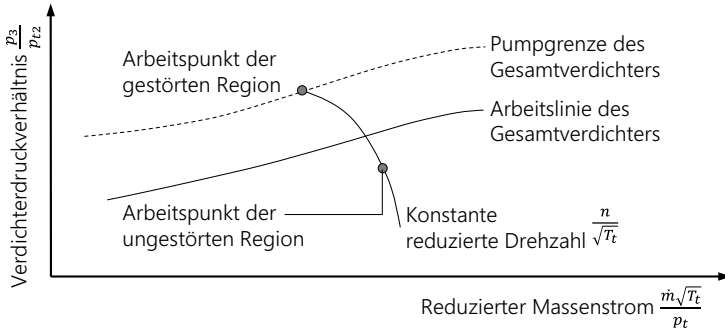 Verdichterdruckverhältnis p₃/pₜ₂
Arbeitspunkt der
gestörten Region
Pumpgrenze des
Gesamtverdichters
Arbeitslinie des
Gesamtverdichters
Arbeitspunkt der
ungestörten Region
Konstante
reduzierte Drehzahl n/√Tₜ
Reduzierter Massenstrom ṁ√Tₜ/pₜ